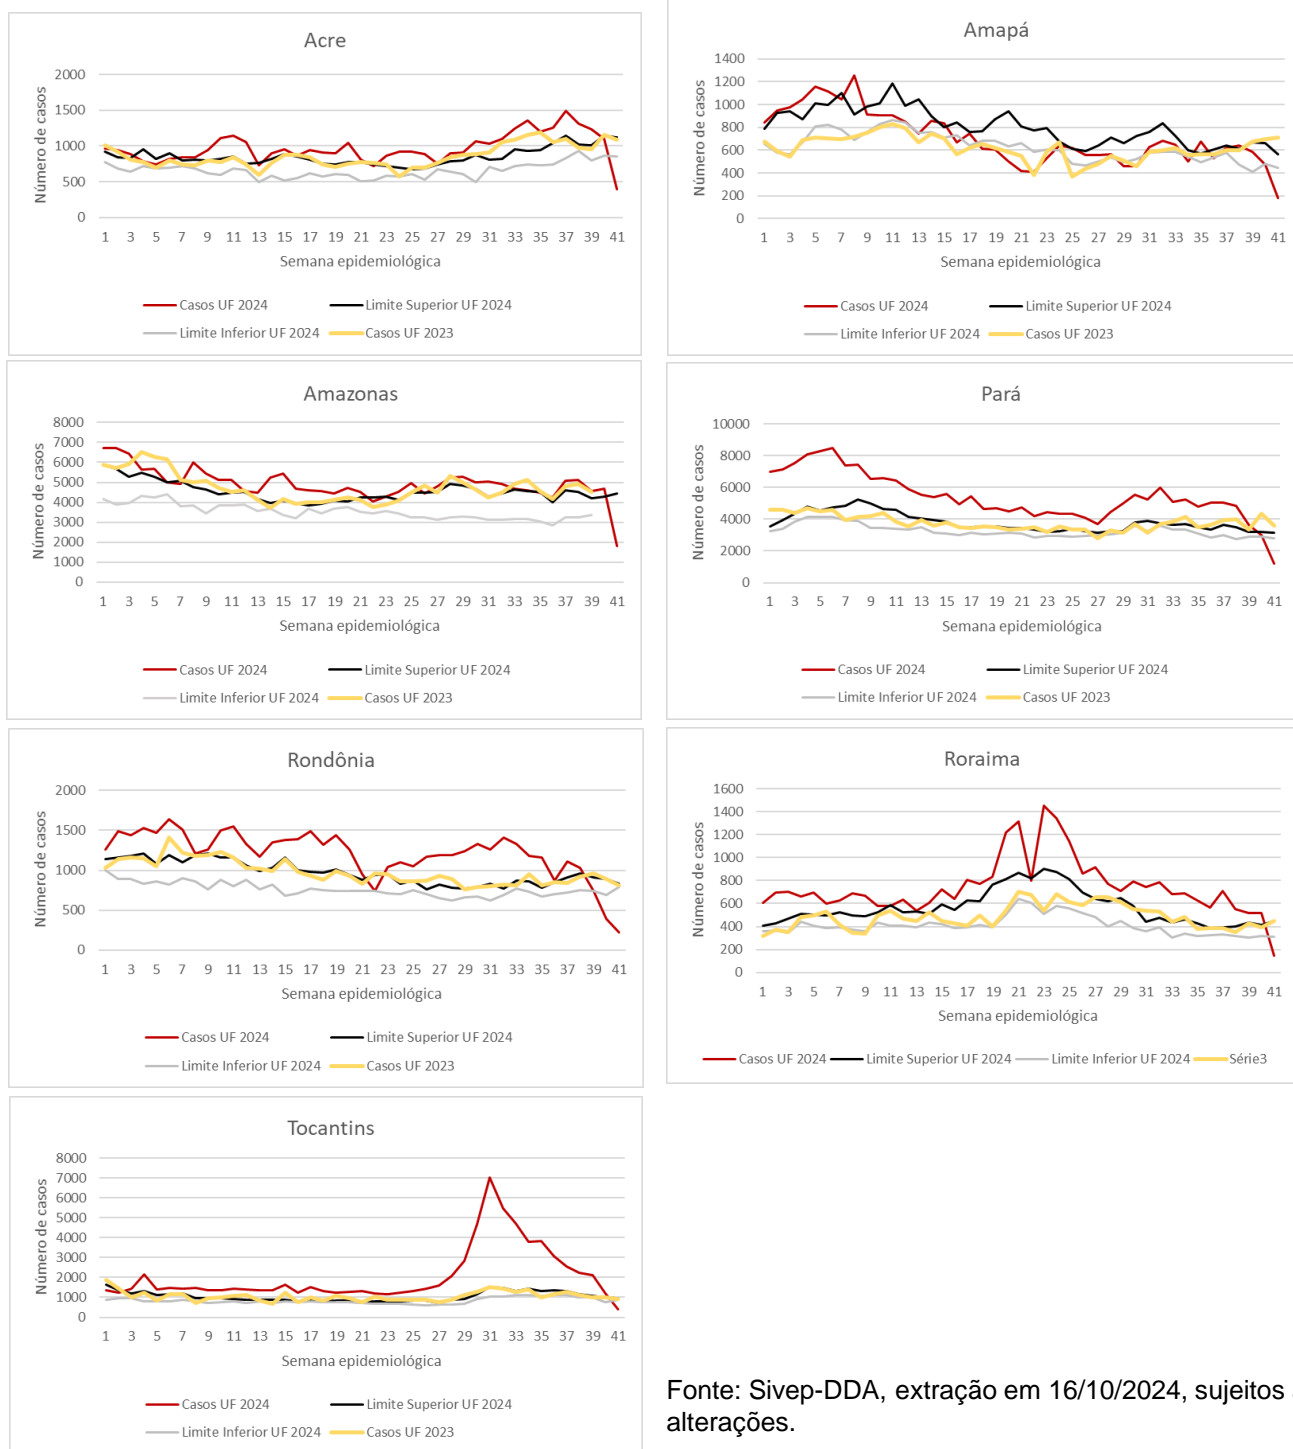 Acre
2000
1500
1000
500
0
Número de casos
1 3 5 7 9 11 13 15 17 19 21 23 25 27 29 31 33 35 37 39 41
Semana epidemiológica
Casos UF 2024 Limite Superior UF 2024
Limite Inferior UF 2024 Casos UF 2023
Amapá
1400
1200
1000
800
600
400
200
0
Número de casos
1 3 5 7 9 11 13 15 17 19 21 23 25 27 29 31 33 35 37 39 41
Semana epidemiológica
Casos UF 2024 Limite Superior UF 2024
Limite Inferior UF 2024 Casos UF 2023
Amazonas
8000
7000
6000
5000
4000
3000
2000
1000
0
Número de casos
1 3 5 7 9 11 13 15 17 19 21 23 25 27 29 31 33 35 37 39 41
Semana epidemiológica
Casos UF 2024 Limite Superior UF 2024
Limite Inferior UF 2024 Casos UF 2023
Pará
10000
8000
6000
4000
2000
0
Número de casos
1 3 5 7 9 11 13 15 17 19 21 23 25 27 29 31 33 35 37 39 41
Semana epidemiológica
Casos UF 2024 Limite Superior UF 2024
Limite Inferior UF 2024 Casos UF 2023
Rondônia
2000
1500
1000
500
0
Número de casos
1 3 5 7 9 11 13 15 17 19 21 23 25 27 29 31 33 35 37 39 41
Semana epidemiológica
Casos UF 2024 Limite Superior UF 2024
Limite Inferior UF 2024 Casos UF 2023
Roraima
1600
1400
1200
1000
800
600
400
200
0
Número de casos
1 3 5 7 9 11 13 15 17 19 21 23 25 27 29 31 33 35 37 39 41
Semana epidemiológica
Casos UF 2024 Limite Superior UF 2024 Limite Inferior UF 2024 Série3
Tocantins
8000
7000
6000
5000
4000
3000
2000
1000
0
Número de casos
1 3 5 7 9 11 13 15 17 19 21 23 25 27 29 31 33 35 37 39 41
Semana epidemiológica
Casos UF 2024 Limite Superior UF 2024
Limite Inferior UF 2024 Casos UF 2023
Fonte: Sivep-DDA, extração em 16/10/2024, sujeitos
alterações.